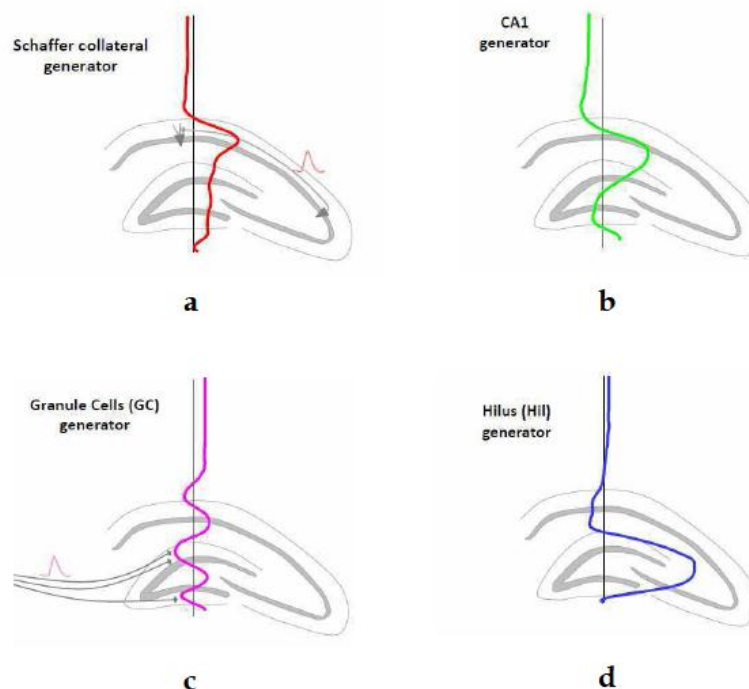 Schaffer collateral
generator
CA1
generator
a
b
Granule Cells (GC)
generator
Hilus (Hil)
generator
c
d